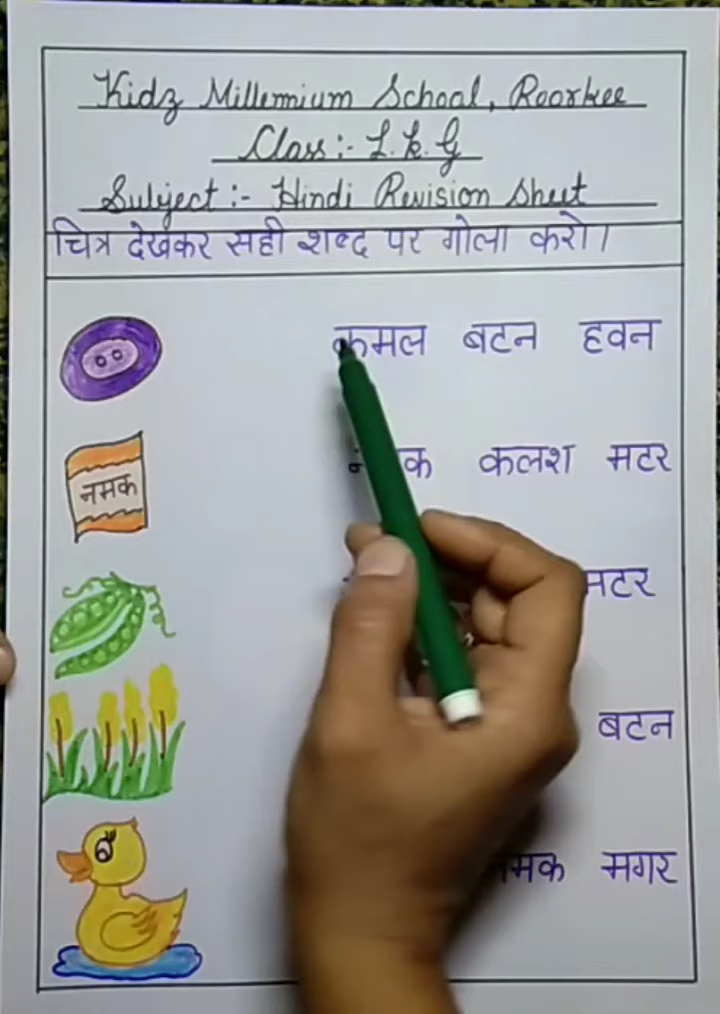 Kidz Millennium School, Roorkee
Class:- L.K.G
Subject:- Hindi Revision Sheet
चित्र देखकर सही शब्द पर गोला करो।
कमल बटन हवन
नमक
कलश मटर
मटर
बटन
नमक मगर